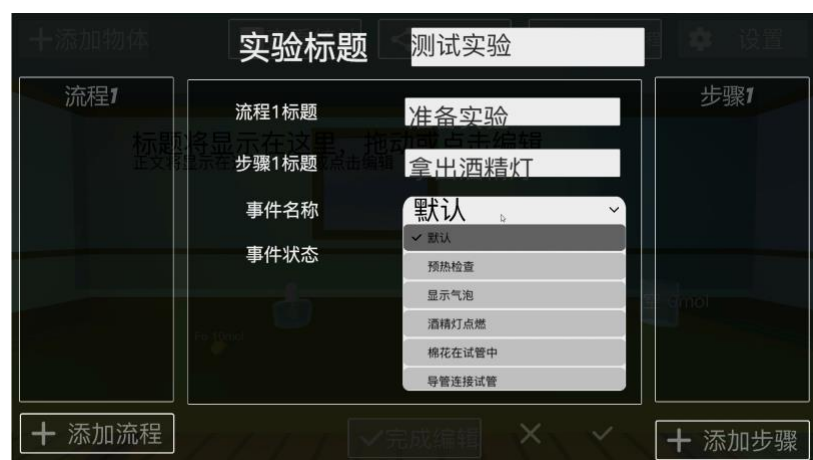 添加物体
设置
实验标题
测试实验
流程1
步骤1
流程1标题
准备实验
标题将显示在这里，拖动或点击编辑
步骤1标题
拿出酒精灯
事件名称
默认
事件状态
默认
预热检查
显示气泡
酒精灯点燃
棉花在试管中
导管连接试管
添加流程
完成编辑
添加步骤